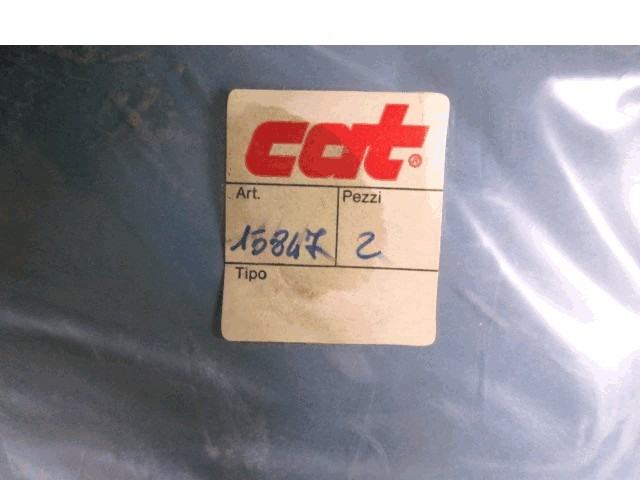 cat®
Art. Pezzi
15847 2
Tipo